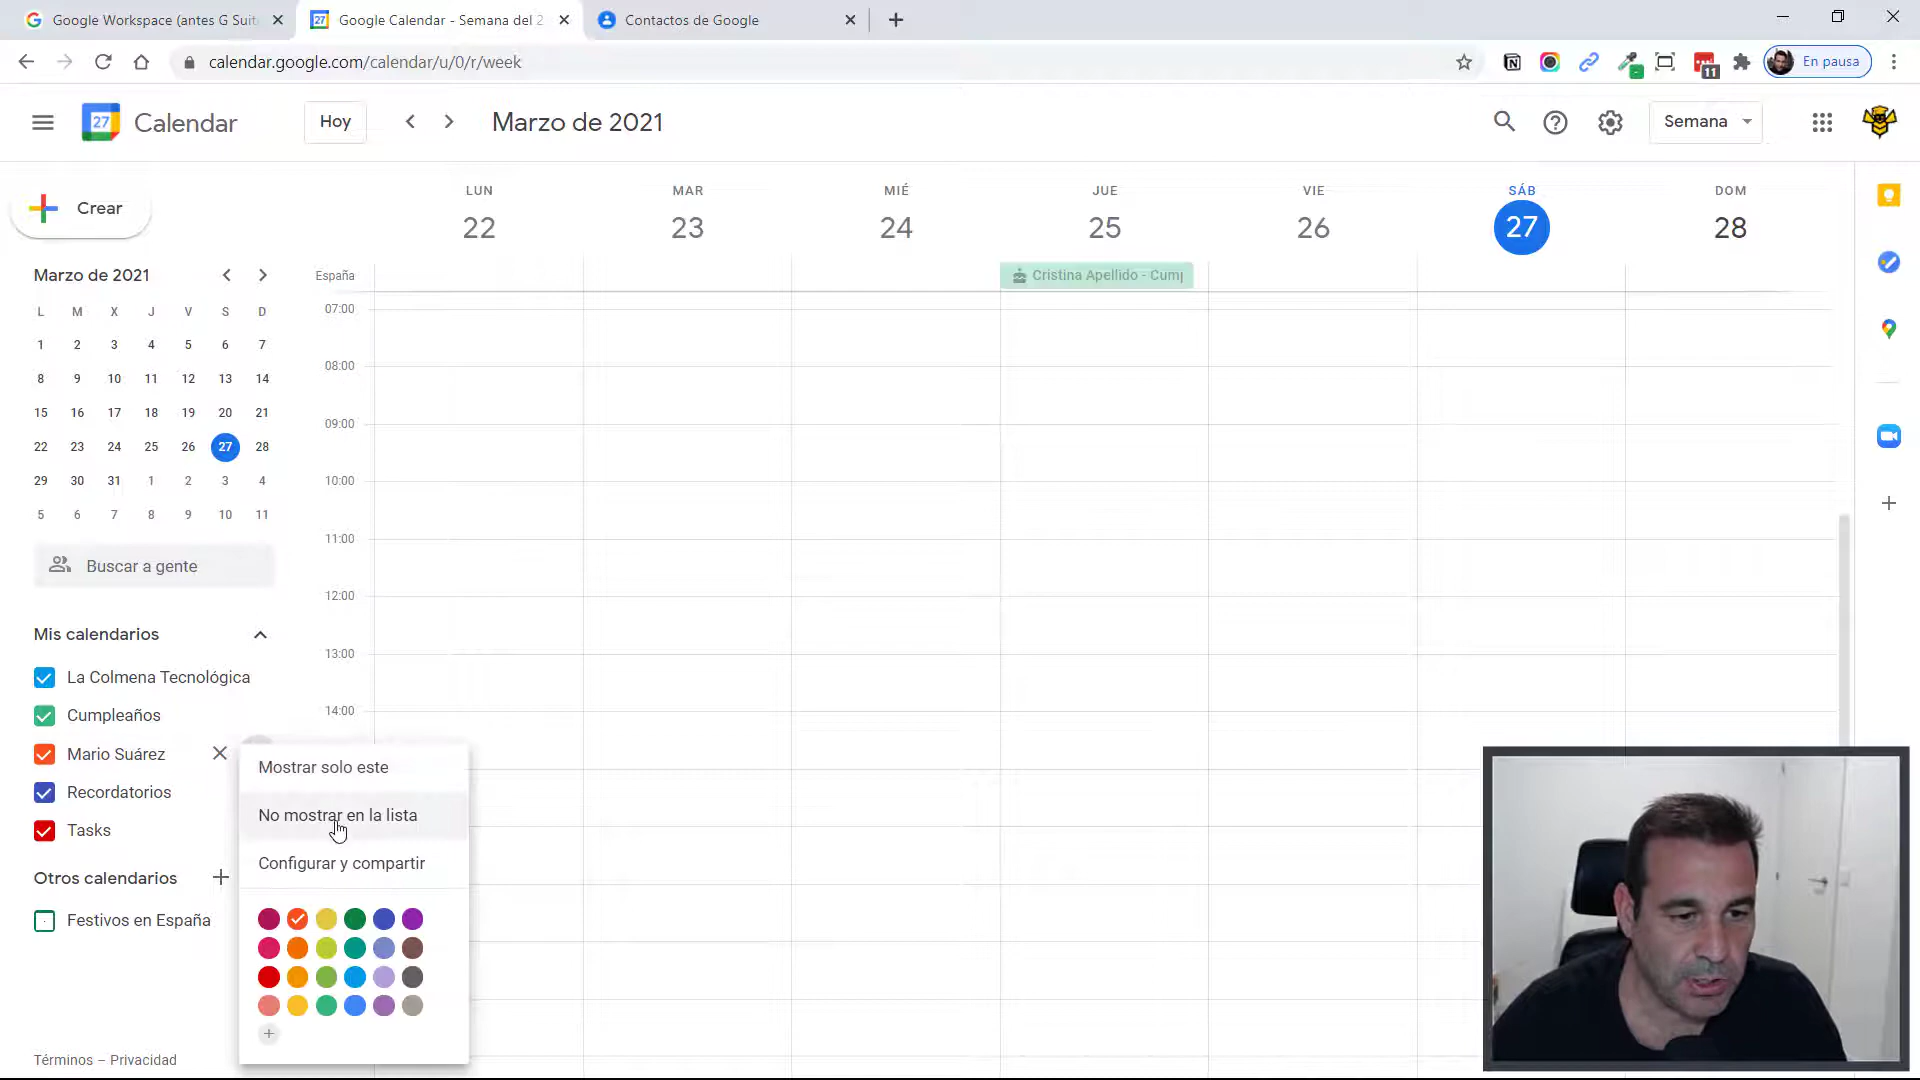 Google Workspace (antes G Suit
Google Calendar - Semana del 2
Contactos de Google
calendar.google.com/calendar/u/0/r/week
11
En pausa
27
Calendar
Hoy
Marzo de 2021
Semana
Crear
LUN
MAR
MIÉ
JUE
VIE
SÁB
DOM
22
23
24
25
26
27
28
Marzo de 2021
España
Cristina Apellido - Cump
L M X J V S D
1 2 3 4 5 6 7
8 9 10 11 12 13 14
15 16 17 18 19 20 21
22 23 24 25 26 27 28
29 30 31 1 2 3 4
5 6 7 8 9 10 11
07:00
08:00
09:00
10:00
11:00
12:00
13:00
14:00
Buscar a gente
Mis calendarios
La Colmena Tecnológica
Cumpleaños
Mario Suárez
Recordatorios
Tasks
Otros calendarios
Festivos en España
Mostrar solo este
No mostrar en la lista
Configurar y compartir
Términos – Privacidad